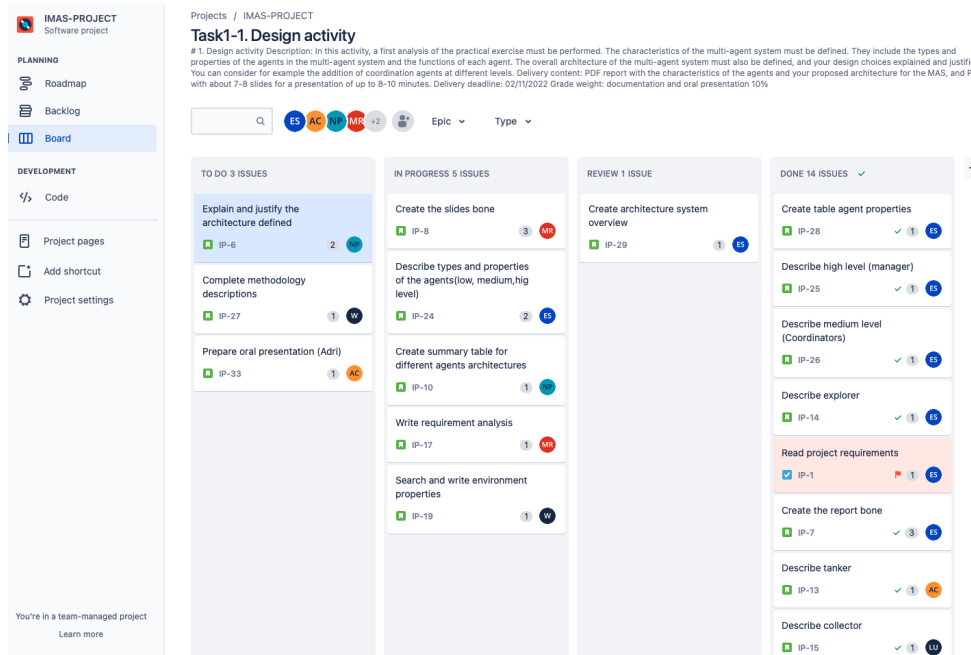 IMAS-PROJECT
Software project
PLANNING
Roadmap
Backlog
Board
DEVELOPMENT
Code
Project pages
Add shortcut
Project settings
You're in a team-managed project
Learn more
Projects / IMAS-PROJECT
Task1-1. Design activity
# 1. Design activity Description: In this activity, a first analysis of the practical exercise must be performed. The characteristics of the multi-agent system must be defined. They include the types and
properties of the agents in the multi-agent system and the functions of each agent. The overall architecture of the multi-agent system must also be defined, and your design choices explained and justifi
You can consider for example the addition of coordination agents at different levels. Delivery content: PDF report with the characteristics of the agents and your proposed architecture for the MAS, and P
with about 7-8 slides for a presentation of up to 8-10 minutes. Delivery deadline: 02/11/2022 Grade weight: documentation and oral presentation 10%
ES AC NP MR +2 Epic Type
TO DO 3 ISSUES
Explain and justify the
architecture defined
IP-6 2 NP
Complete methodology
descriptions
IP-27 1 W
Prepare oral presentation (Adri)
IP-33 1 AC
IN PROGRESS 5 ISSUES
Create the slides bone
IP-8 3 MR
Describe types and properties
of the agents(low, medium,hig
level)
IP-24 2 ES
Create summary table for
different agents architectures
IP-10 1 NP
Write requirement analysis
IP-17 1 MR
Search and write environment
properties
IP-19 1 W
REVIEW 1 ISSUE
Create architecture system
overview
IP-29 1 ES
DONE 14 ISSUES
Create table agent properties
IP-28 1 ES
Describe high level (manager)
IP-25 1 ES
Describe medium level
(Coordinators)
IP-26 1 ES
Describe explorer
IP-14 1 ES
Read project requirements
IP-1 1 ES
Create the report bone
IP-7 3 ES
Describe tanker
IP-13 1 AC
Describe collector
IP-15 1 LU